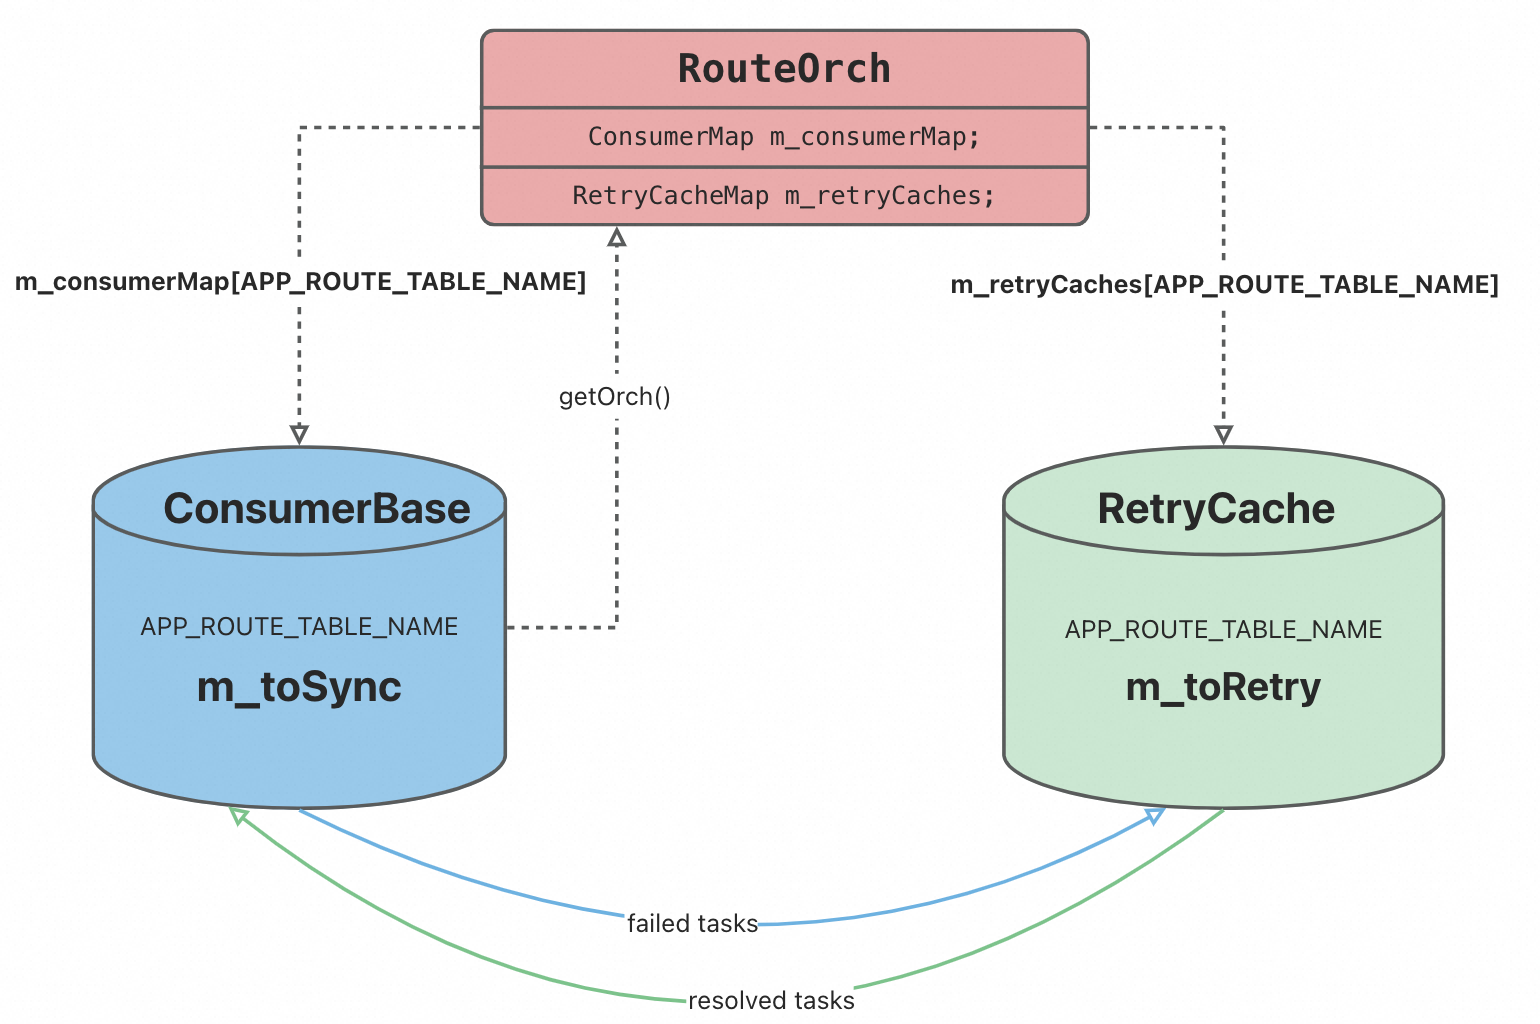 RouteOrch
ConsumerMap m_consumerMap;
RetryCacheMap m_retryCaches;
m_consumerMap[APP_ROUTE_TABLE_NAME]
m_retryCaches[APP_ROUTE_TABLE_NAME]
getOrch()
ConsumerBase
APP_ROUTE_TABLE_NAME
m_toSync
RetryCache
APP_ROUTE_TABLE_NAME
m_toRetry
failed tasks
resolved tasks